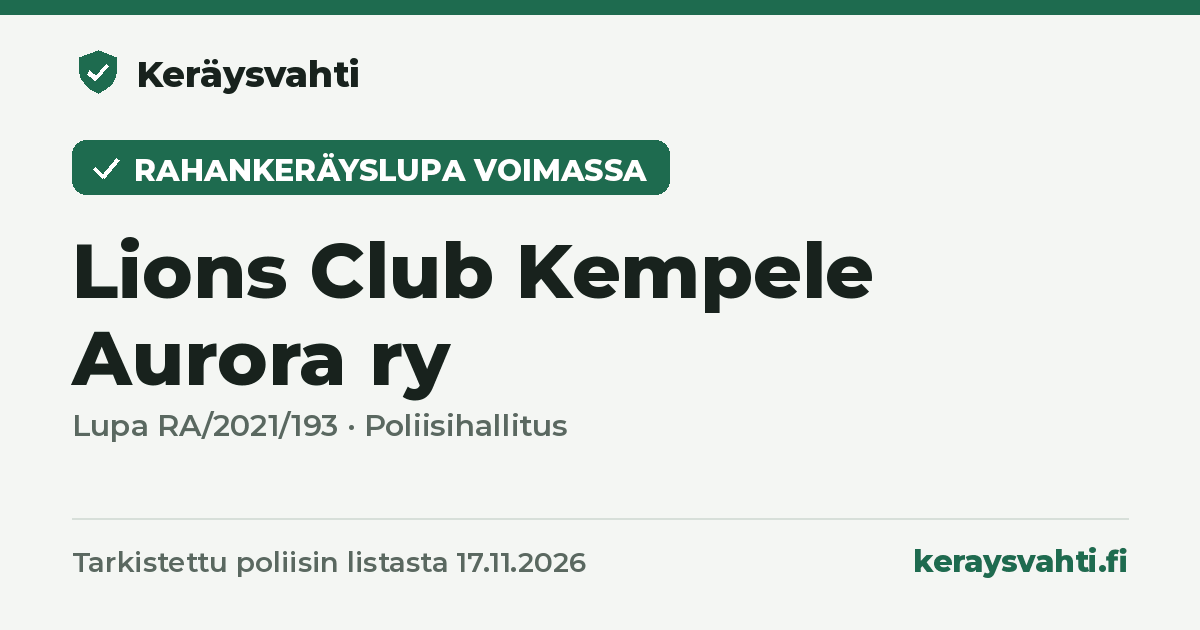 Keräysvahti
RAHANKERÄYSLUPA VOIMASSA
Lions Club Kempele
Aurora ry
Lupa RA/2021/193 · Poliisihallitus
Tarkistettu poliisin listasta 17.11.2026
keraysvahti.fi